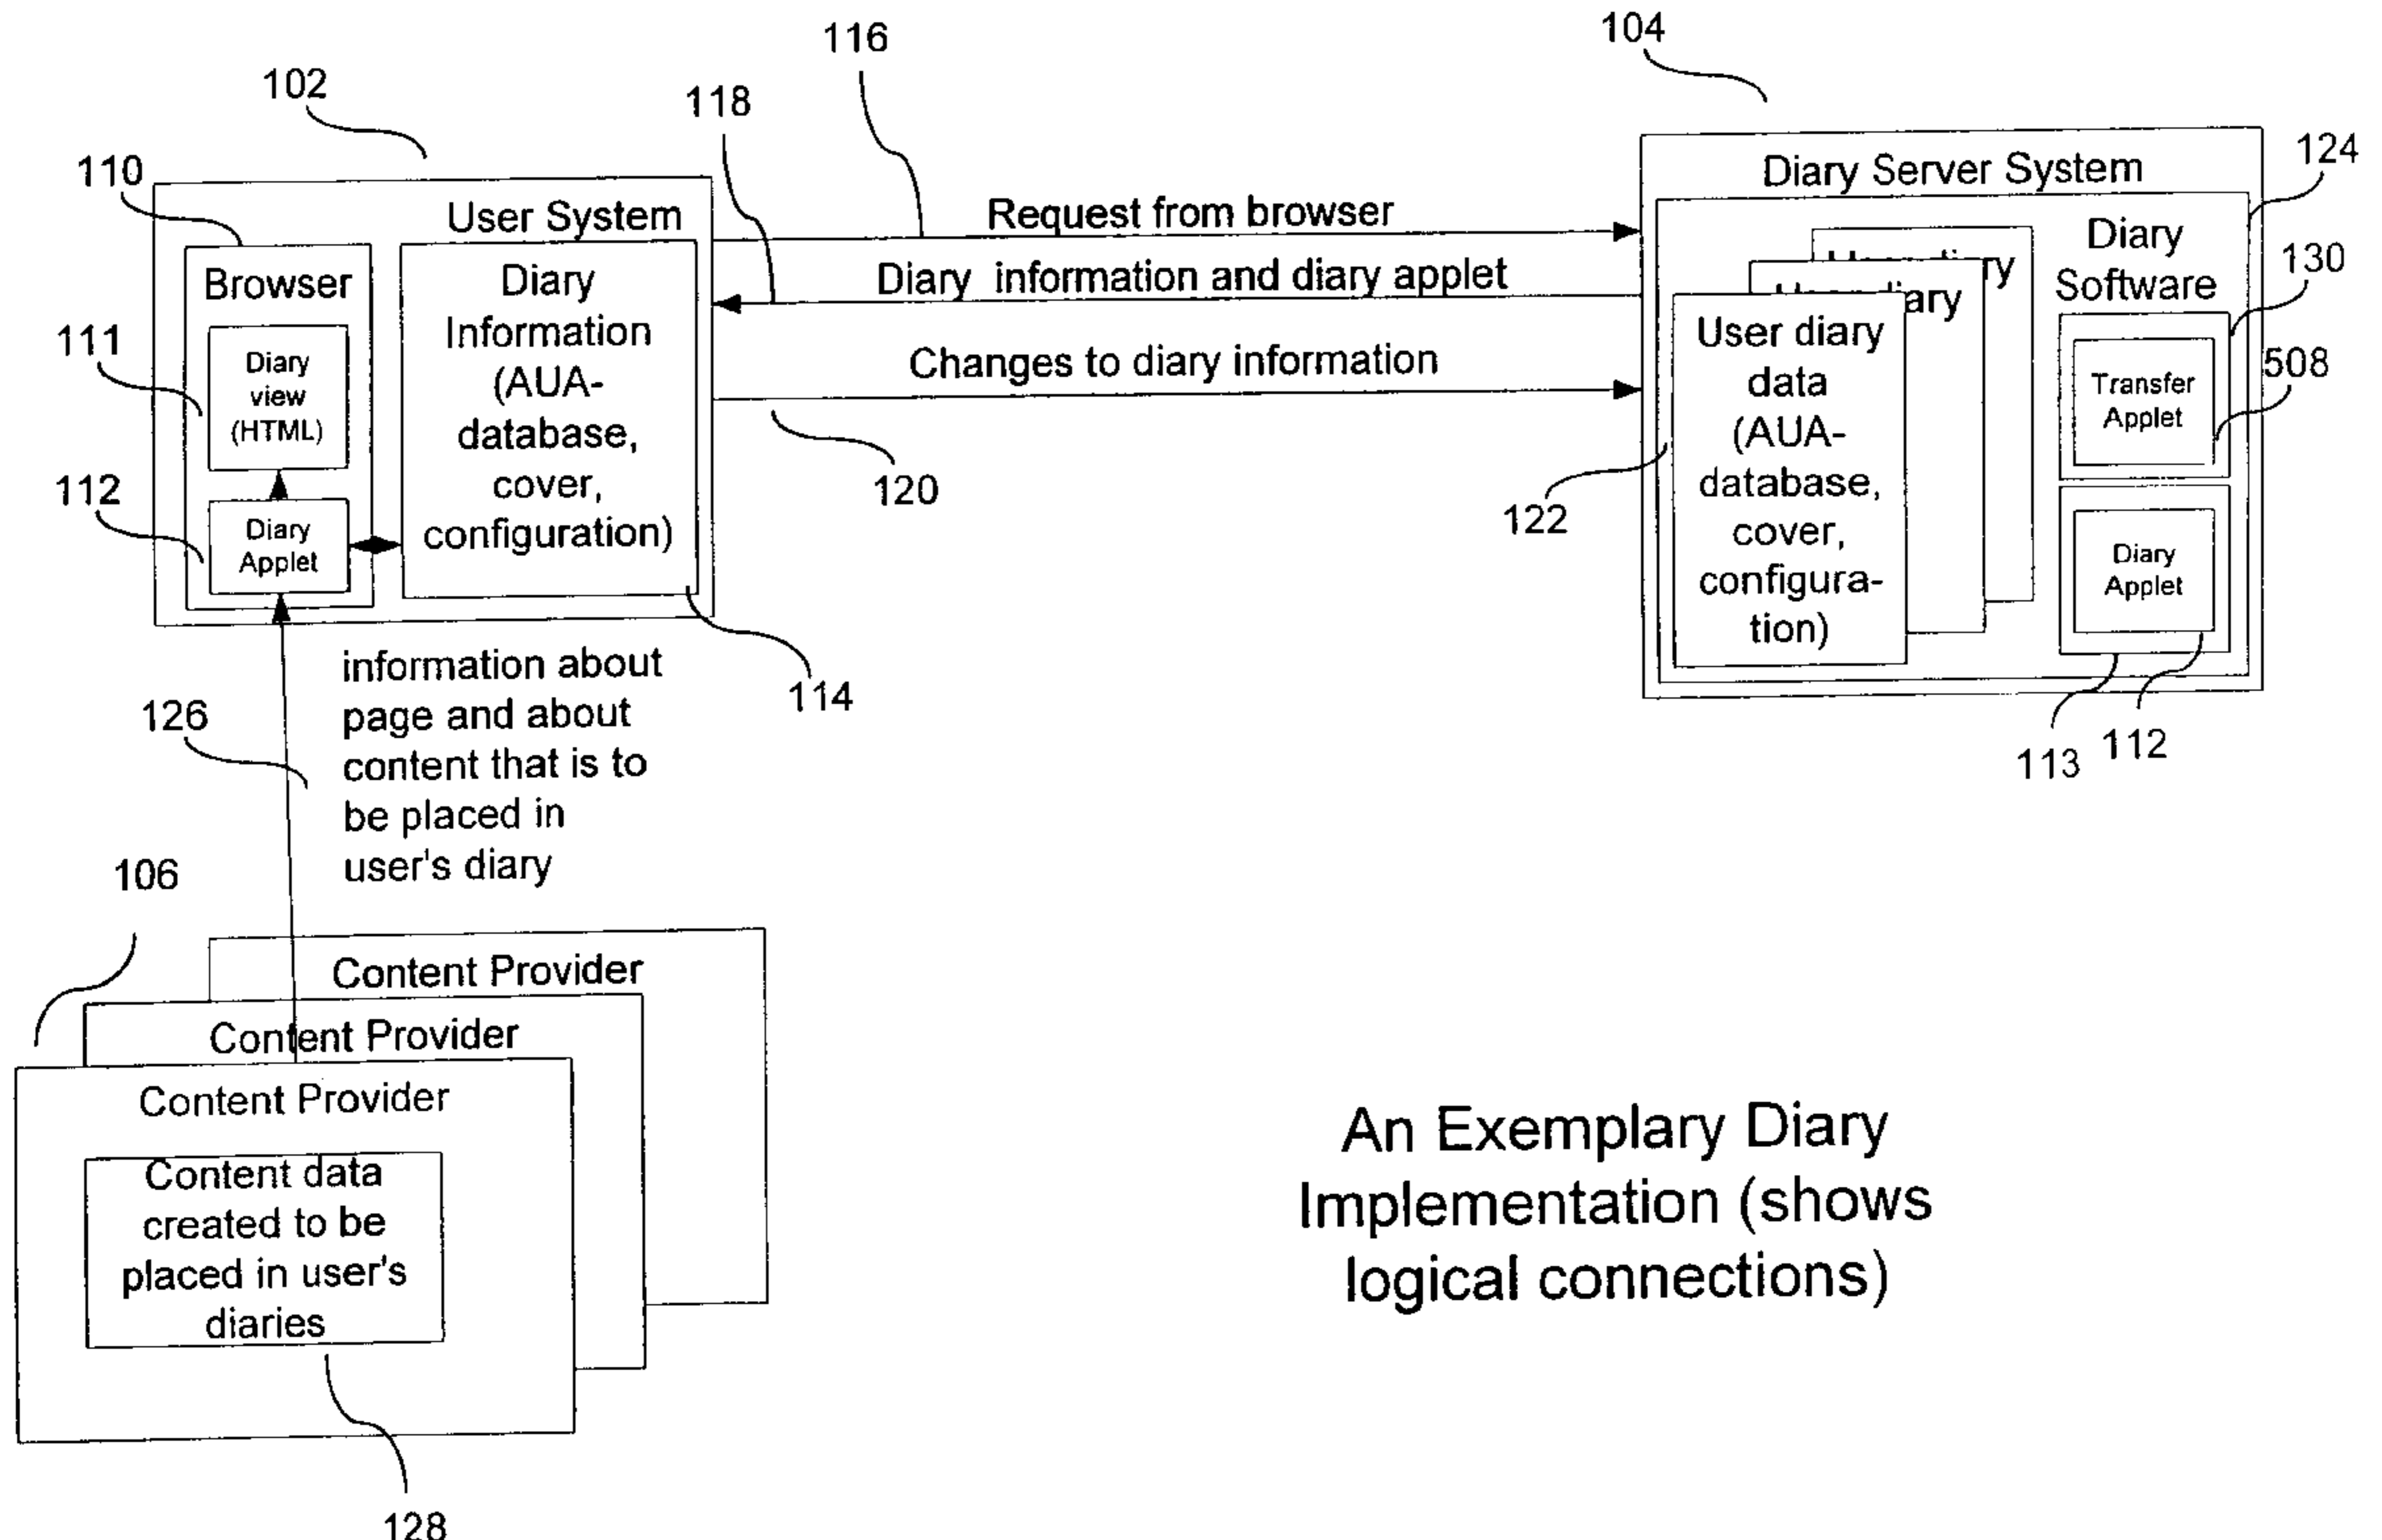 116
104
102
118
110
124
Diary Server System
User System
Request from browser
Diary
Software
130
Browser
Diary
Information
(AUA-
database,
cover,
configuration)
Diary information and diary applet
diary
ary
ry
User diary
data
(AUA-
database,
cover,
configura-
tion)
111
Diary
view
(HTML)
Changes to diary information
Transfer
Applet
508
112
Diary
Applet
120
122
Diary
Applet
information about
page and about
content that is to
be placed in
user's diary
114
126
113
112
106
Content Provider
Content Provider
Content Provider
Content data
created to be
placed in user's
diaries
128
An Exemplary Diary
Implementation (shows
logical connections)